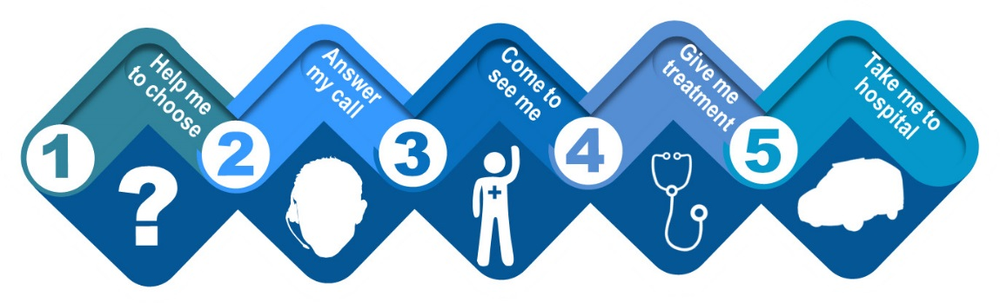 1
Help me
to choose
?
2
Answer
my call
3
Come to
see me
4
Give me
treatment
5
Take me to
hospital